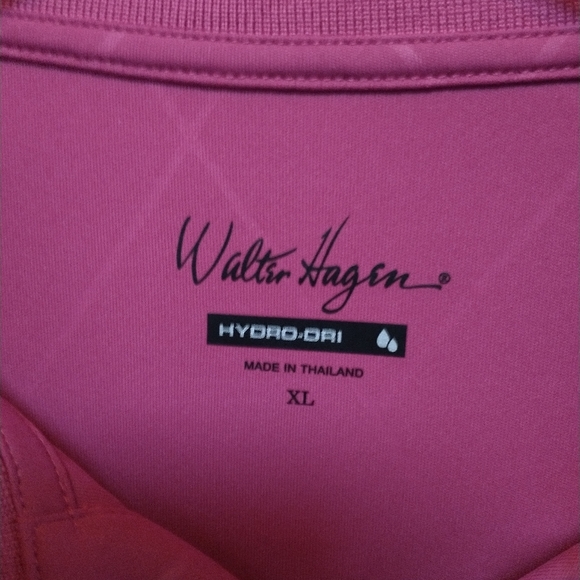 Walter Hagen®
HYDRO-DRI
MADE IN THAILAND
XL